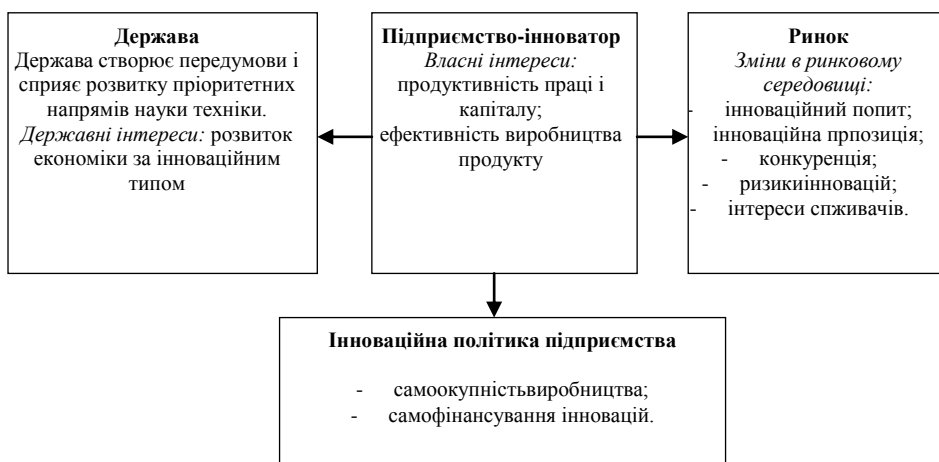 Держава
Держава створює передумови і
сприяє розвитку пріоритетних
напрямів науки техніки.
Державні інтереси: розвиток
економіки за інноваційним
типом
Підприємство-інноватор
Власні інтереси:
продуктивність праці і
капіталу;
ефективність виробництва
продукту
Ринок
Зміни в ринковому
середовищі:
- інноваційний попит;
інноваційна прпозиція;
- конкуренція;
- ризикиінновацій;
- інтереси спживачів.
Інноваційна політика підприємства
- самоокупністьвиробництва;
- самофінансування інновацій.